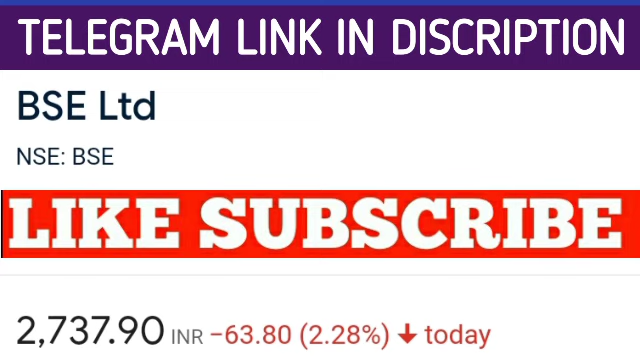 TELEGRAM LINK IN DISCRIPTION
BSE Ltd
NSE: BSE
LIKE SUBSCRIBE
2,737.90 INR −63.80 (2.28%) ↓ today